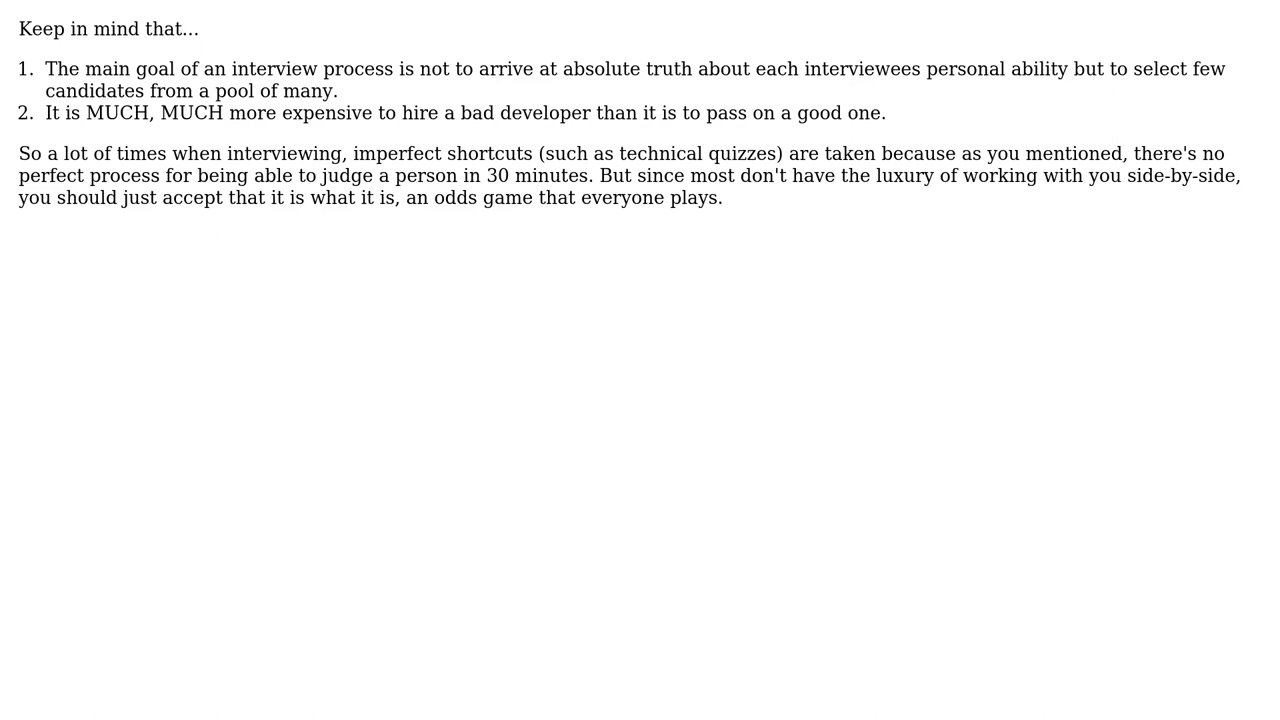 Keep in mind that...
1. The main goal of an interview process is not to arrive at absolute truth about each interviewees personal ability but to select few
candidates from a pool of many.
2. It is MUCH, MUCH more expensive to hire a bad developer than it is to pass on a good one.
So a lot of times when interviewing, imperfect shortcuts (such as technical quizzes) are taken because as you mentioned, there's no
perfect process for being able to judge a person in 30 minutes. But since most don't have the luxury of working with you side-by-side,
you should just accept that it is what it is, an odds game that everyone plays.